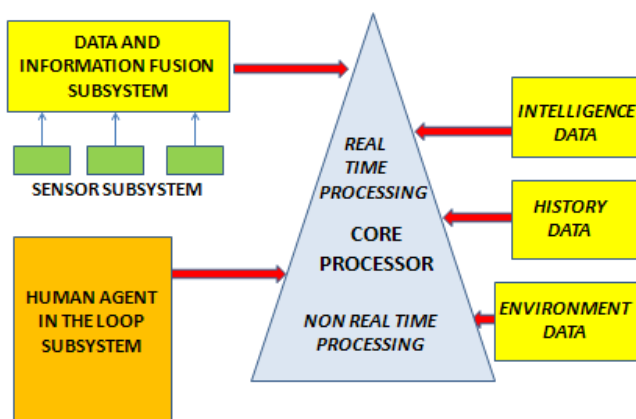 DATA AND
INFORMATION FUSION
SUBSYSTEM
SENSOR SUBSYSTEM
HUMAN AGENT
IN THE LOOP
SUBSYSTEM
REAL
TIME
PROCESSING
CORE
PROCESSOR
NON REAL TIME
PROCESSING
INTELLIGENCE
DATA
HISTORY
DATA
ENVIRONMENT
DATA